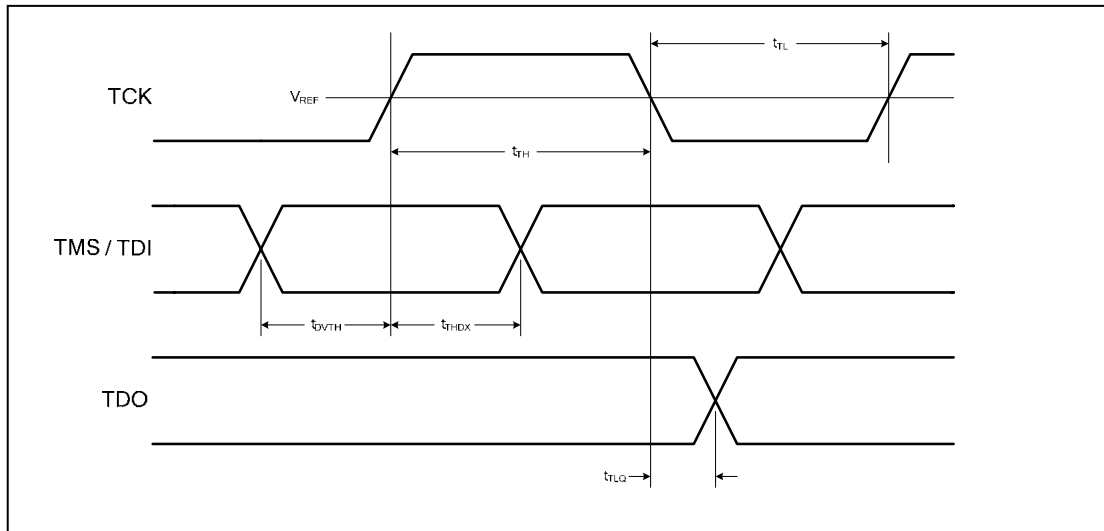 t_TL
TCK
V_REF
t_TH
TMS / TDI
t_DVTH
t_THDX
TDO
t_TLQ